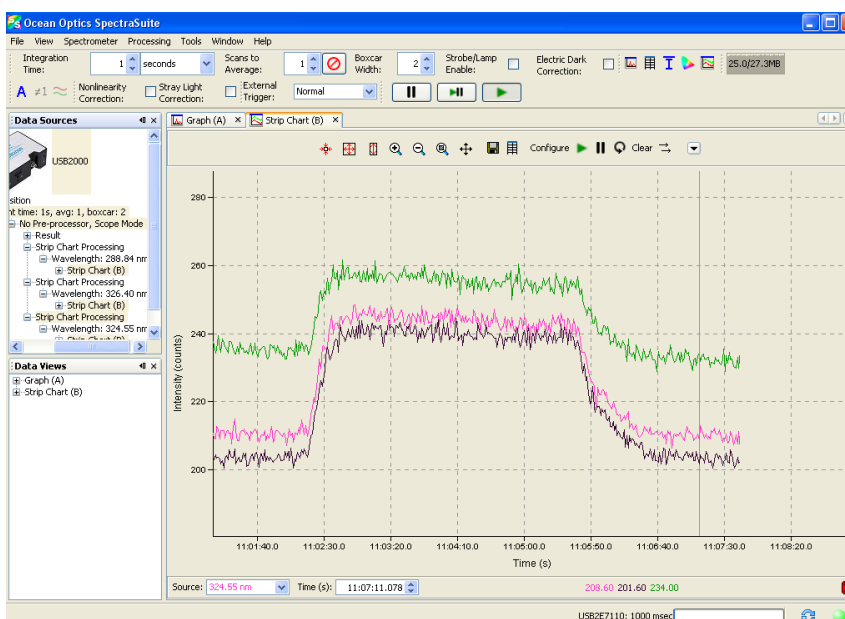 Ocean Optics SpectraSuite
File View Spectrometer Processing Tools Window Help
Integration Time: 1 seconds Scans to Average: 1 Boxcar Width: 2 Strobe/Lamp Enable: Electric Dark Correction: 25.0/27.3MB
A ≠1 Nonlinearity Correction: Stray Light Correction: External Trigger: Normal
Data Sources
Graph (A) Strip Chart (B)
USB2000
Configure Clear
sition
nt time: 1s, avg: 1, boxcar: 2
No Pre-processor, Scope Mode
Result
Strip Chart Processing
Wavelength: 288.84 nm
Strip Chart (B)
Strip Chart Processing
Wavelength: 326.40 nm
Strip Chart (B)
Strip Chart Processing
Wavelength: 324.55 nm
Data Views
Graph (A)
Strip Chart (B)
Intensity (counts)
280
260
240
220
200
11:01:40.0 11:02:30.0 11:03:20.0 11:04:10.0 11:05:00.0 11:05:50.0 11:06:40.0 11:07:30.0 11:08:20.0
Time (s)
Source: 324.55 nm Time (s): 11:07:11.078 208.60 201.60 234.00
USB2E7110: 1000 msec